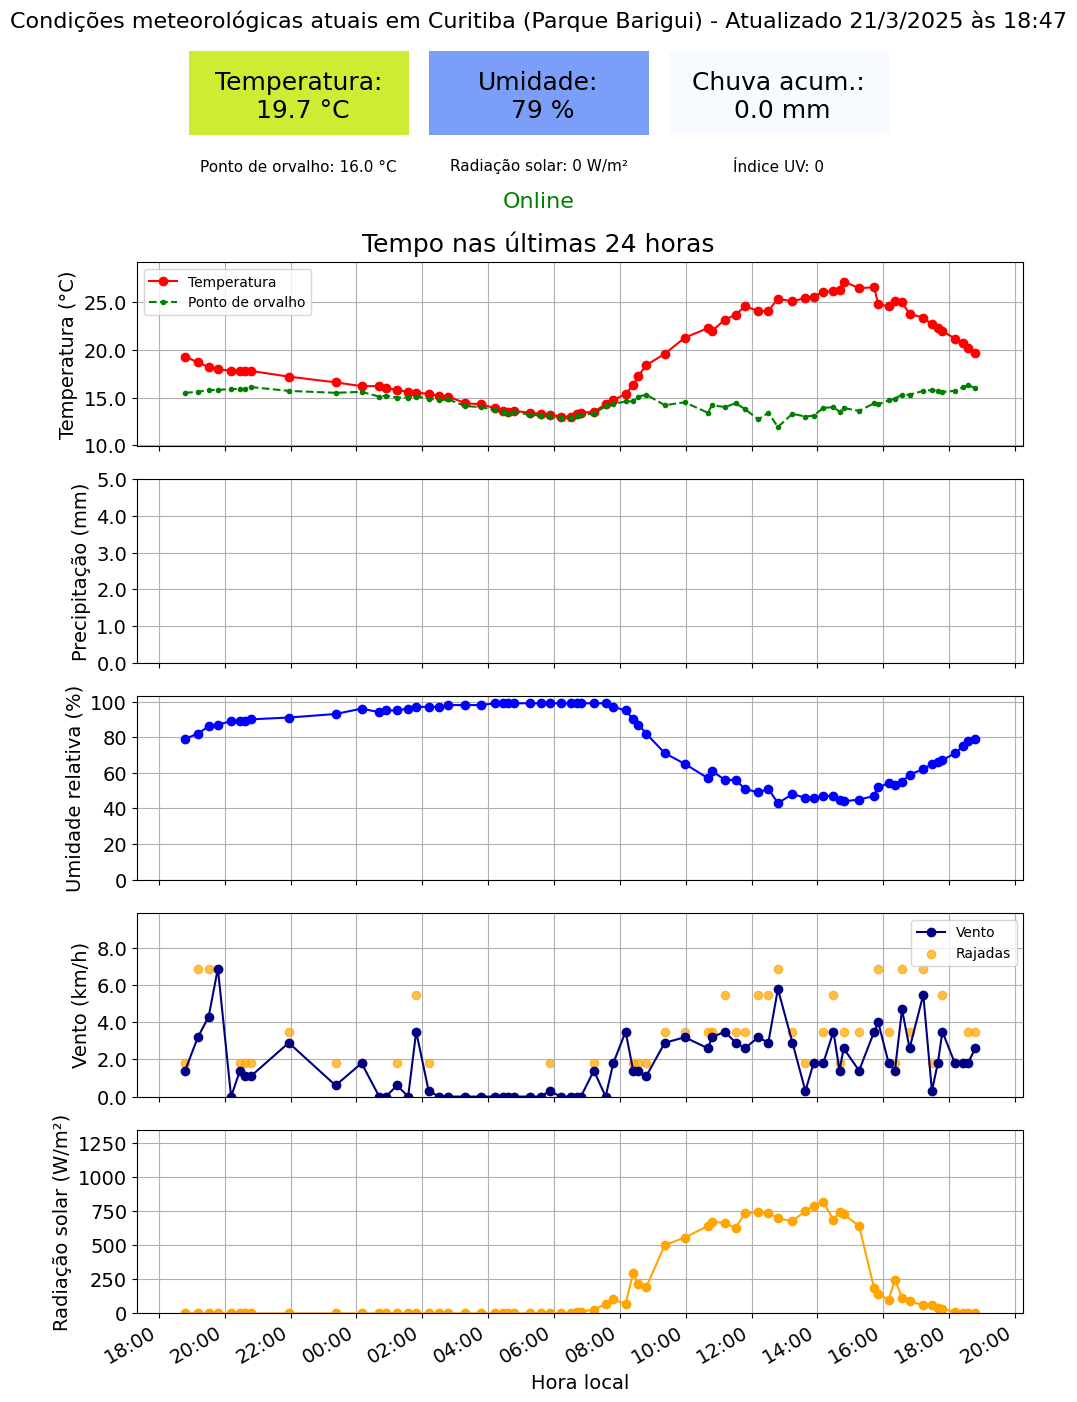 Condições meteorológicas atuais em Curitiba (Parque Barigui) - Atualizado 21/3/2025 às 18:47
Temperatura:
19.7 °C
Umidade:
79 %
Chuva acum.:
0.0 mm
Ponto de orvalho: 16.0 °C
Radiação solar: 0 W/m²
Índice UV: 0
Online
Tempo nas últimas 24 horas
Temperatura (°C)
25.0
20.0
15.0
10.0
Temperatura
Ponto de orvalho
Precipitação (mm)
5.0
4.0
3.0
2.0
1.0
0.0
Umidade relativa (%)
100
80
60
40
20
0
Vento (km/h)
8.0
6.0
4.0
2.0
0.0
Vento
Rajadas
Radiação solar (W/m²)
1250
1000
750
500
250
0
18:00 20:00 22:00 00:00 02:00 04:00 06:00 08:00 10:00 12:00 14:00 16:00 18:00 20:00
Hora local